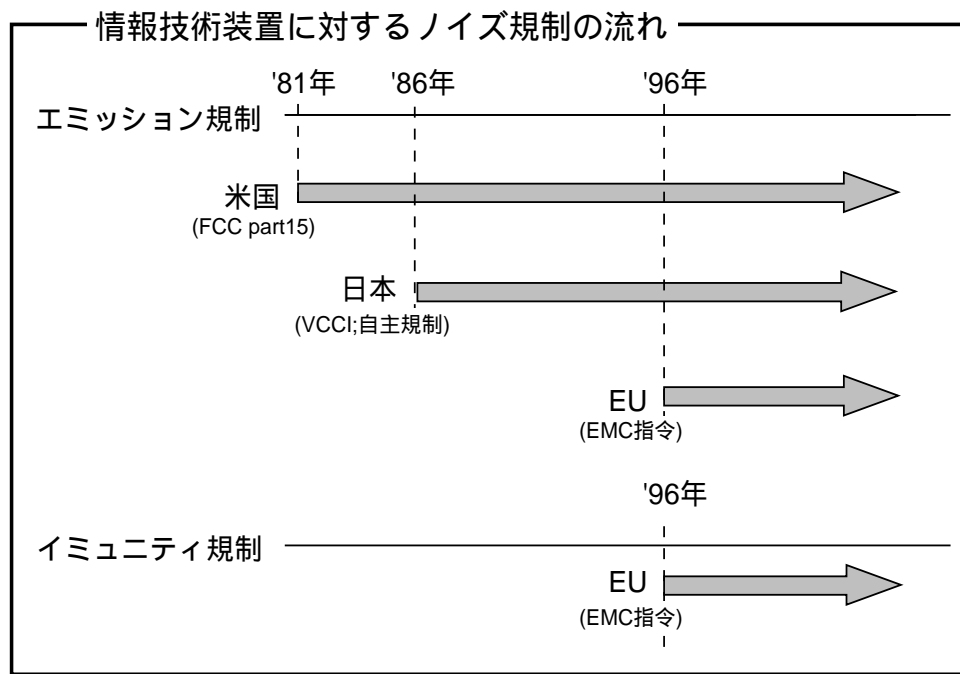 情報技術装置に対するノイズ規制の流れ
'81年 '86年 '96年
エミッション規制
米国
(FCC part15)
日本
(VCCI;自主規制)
EU
(EMC指令)
'96年
イミュニティ規制
EU
(EMC指令)